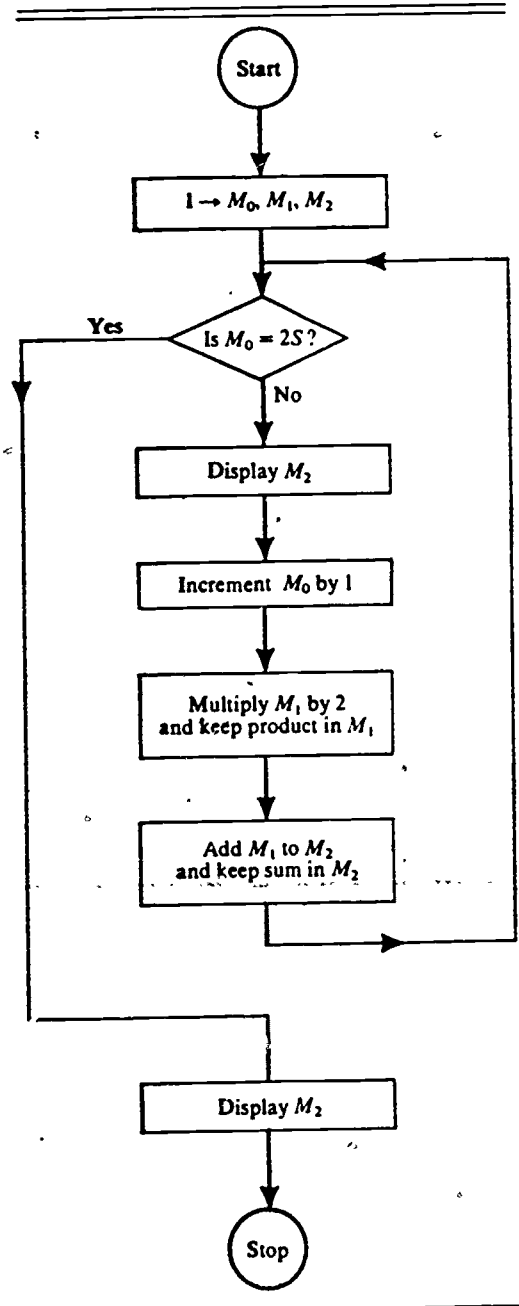 Start
1 → M₀, M₁, M₂
Is M₀ = 2S?
Yes
No
Display M₂
Increment M₀ by 1
Multiply M₁ by 2
and keep product in M₁
Add M₁ to M₂
and keep sum in M₂
Display M₂
Stop